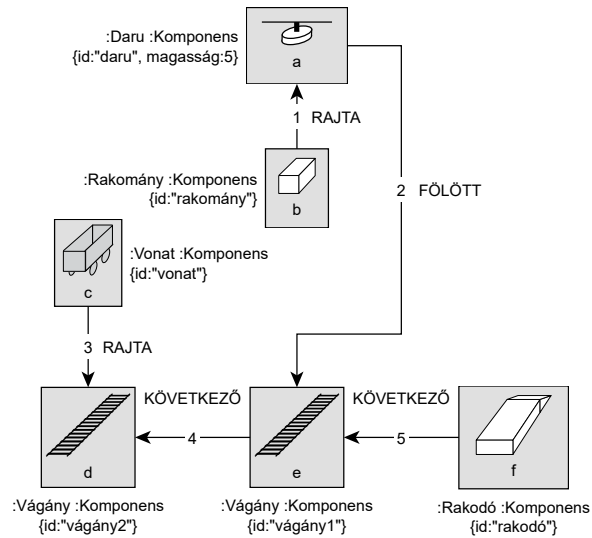 :Daru :Komponens
{id:"daru", magasság:5}
a
1 RAJTA
:Rakomány :Komponens
{id:"rakomány"}
b
2 FÖLÖTT
:Vonat :Komponens
{id:"vonat"}
c
3 RAJTA
KÖVETKEZŐ
KÖVETKEZŐ
4
5
d
e
f
:Vágány :Komponens
{id:"vágány2"}
:Vágány :Komponens
{id:"vágány1"}
:Rakodó :Komponens
{id:"rakodó"}